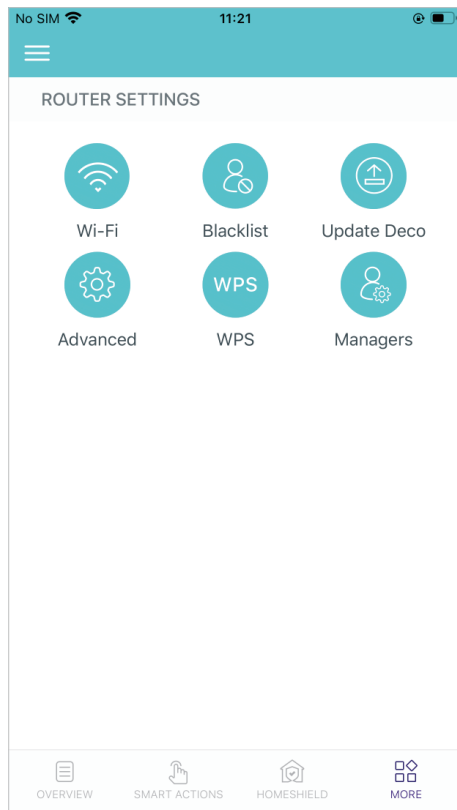 No SIM 11:21
ROUTER SETTINGS
Wi-Fi Blacklist Update Deco
WPS
Advanced WPS Managers
OVERVIEW SMART ACTIONS HOMESHIELD MORE